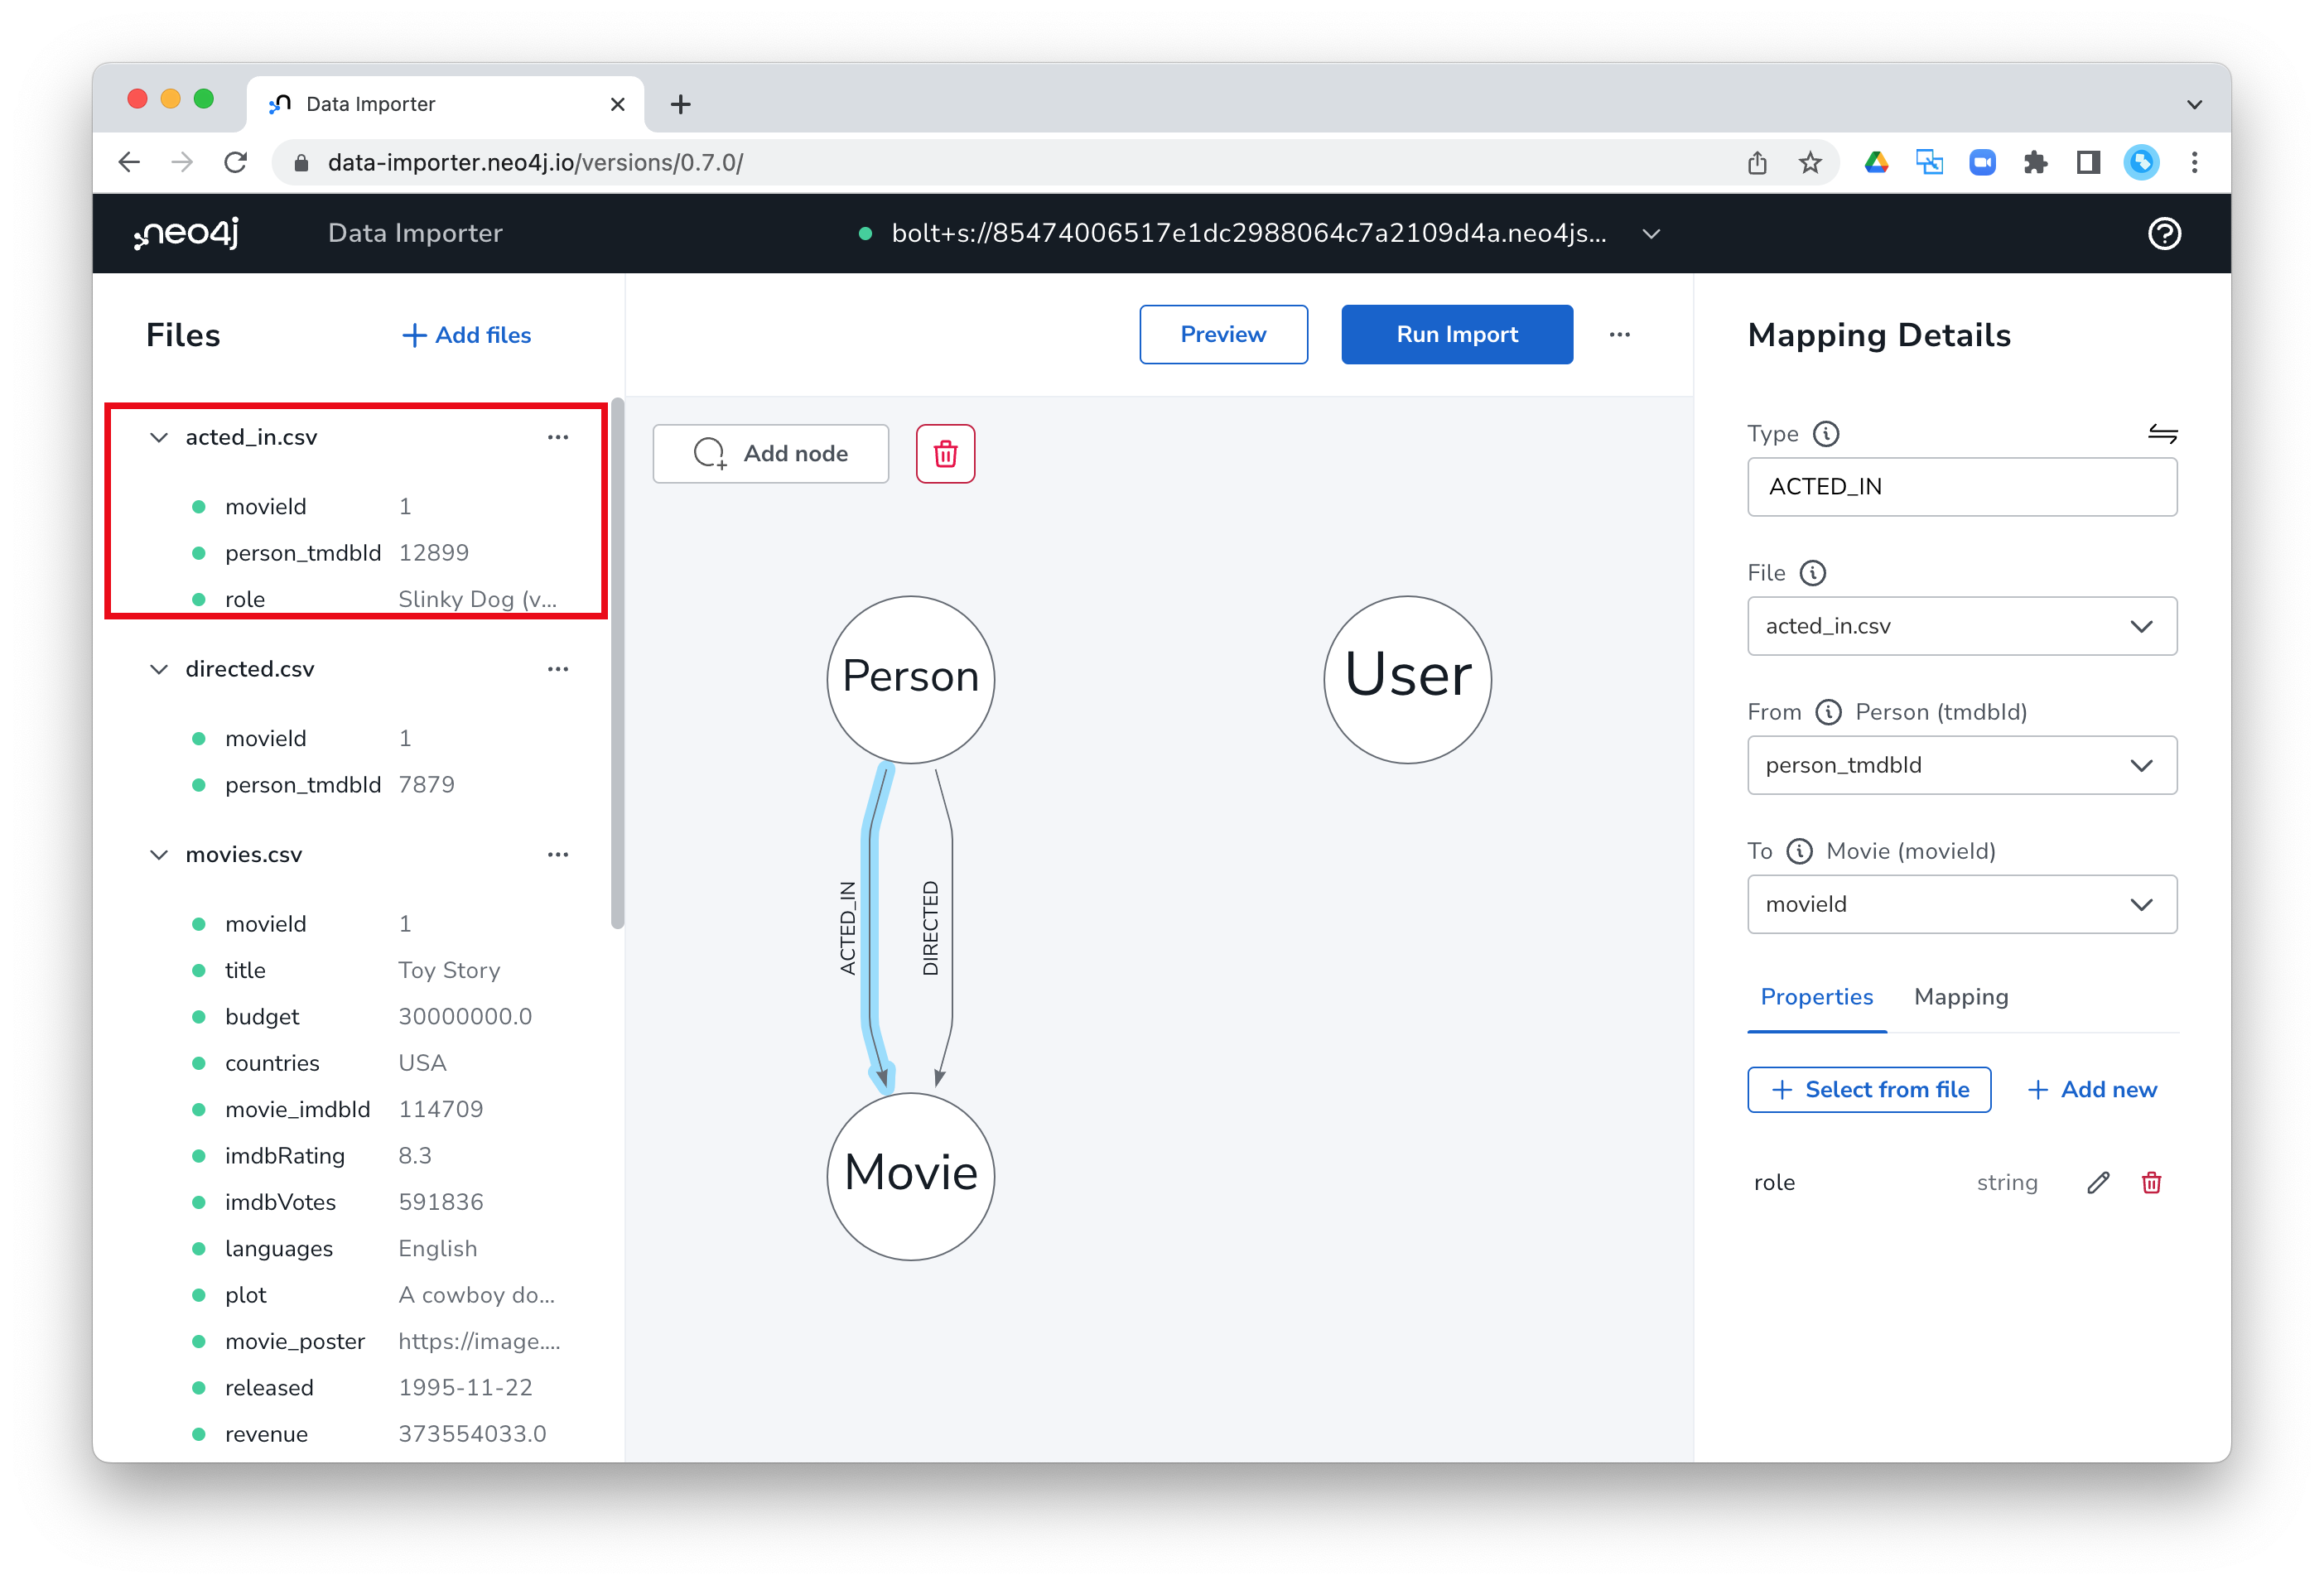 Data Importer
data-importer.neo4j.io/versions/0.7.0/
neo4j
Data Importer
bolt+s://85474006517e1dc2988064c7a2109d4a.neo4js...
Files
Add files
acted_in.csv
movieId 1
person_tmdbId 12899
role Slinky Dog (v...
directed.csv
movieId 1
person_tmdbId 7879
movies.csv
movieId 1
title Toy Story
budget 30000000.0
countries USA
movie_imdbId 114709
imdbRating 8.3
imdbVotes 591836
languages English
plot A cowboy do...
movie_poster https://image....
released 1995-11-22
revenue 373554033.0
Preview
Run Import
Add node
Person
User
ACTED_IN
DIRECTED
Movie
Mapping Details
Type
ACTED_IN
File
acted_in.csv
From Person (tmdbId)
person_tmdbId
To Movie (movieId)
movieId
Properties Mapping
Select from file
Add new
role string